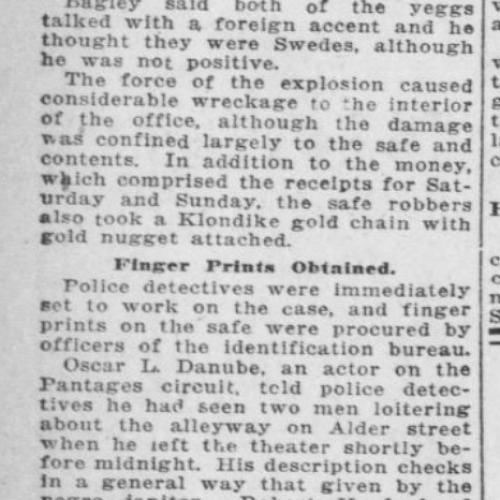 Bagley said both of the yeggs
talked with a foreign accent and he
thought they were Swedes, although
he was not positive.
The force of the explosion caused
considerable wreckage to the interior
of the office, although the damage
was confined largely to the safe and
contents. In addition to the money,
which comprised the receipts for Sat-
urday and Sunday, the safe robbers
also took a Klondike gold chain with
gold nugget attached.
Finger Prints Obtained.
Police detectives were immediately
set to work on the case, and finger
prints on the safe were procured by
officers of the identification bureau.
Oscar L. Danube, an actor on the
Pantages circuit, told police detec-
tives he had seen two men loitering
about the alleyway on Alder street
when he left the theater shortly be-
fore midnight. His description checks
in a general way that given by the